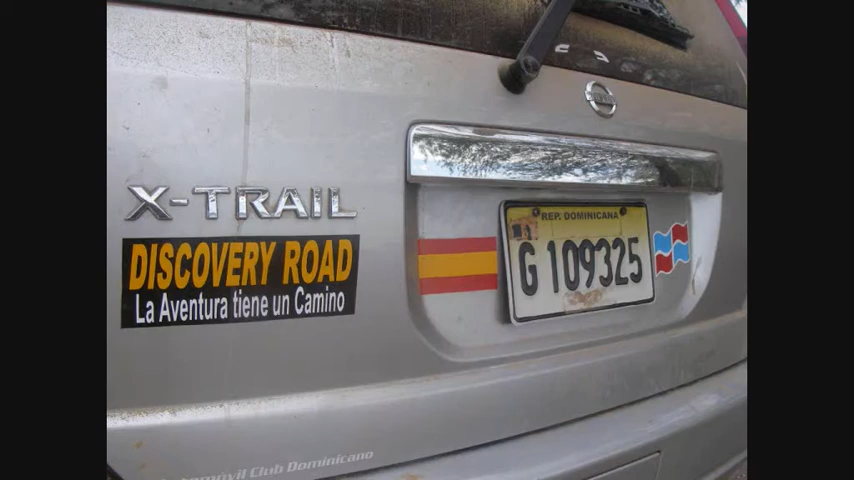 X-TRAIL
DISCOVERY ROAD
La Aventura tiene un Camino
REP. DOMINICANA
G 109325
Club Dominicano